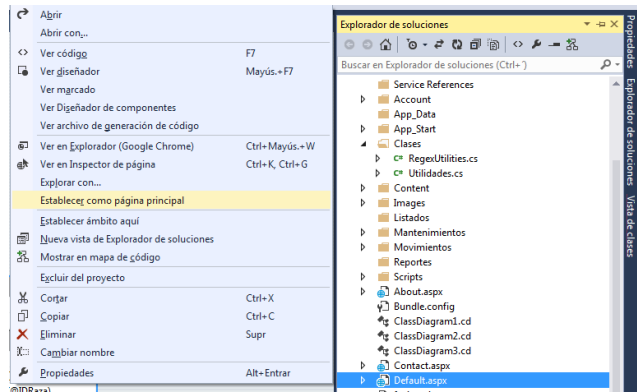 Abrir
Abrir con...
Ver código F7
Ver diseñador Mayús.+F7
Ver marcado
Ver Diseñador de componentes
Ver archivo de generación de código
Ver en Explorador (Google Chrome) Ctrl+Mayús.+W
Ver en Inspector de página Ctrl+K, Ctrl+G
Explorar con...
Establecer como página principal
Establecer ámbito aquí
Nueva vista de Explorador de soluciones
Mostrar en mapa de código
Excluir del proyecto
Cortar Ctrl+X
Copiar Ctrl+C
Eliminar Supr
Cambiar nombre
Propiedades Alt+Entrar
@IDRaza)
Explorador de soluciones
Buscar en Explorador de soluciones (Ctrl+´)
Service References
Account
App_Data
App_Start
Clases
C# RegexUtilities.cs
C# Utilidades.cs
Content
Images
Listados
Mantenimientos
Movimientos
Reportes
Scripts
About.aspx
Bundle.config
ClassDiagram1.cd
ClassDiagram2.cd
ClassDiagram3.cd
Contact.aspx
Default.aspx
Propiedades
Explorador de soluciones
Vista de clases